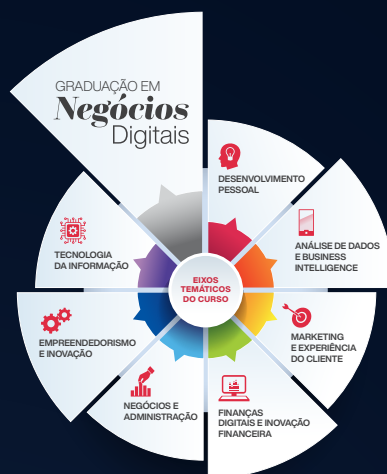 GRADUAÇÃO EM
Negócios
Digitais
DESENVOLVIMENTO
PESSOAL
ANÁLISE DE DADOS
E BUSINESS
INTELLIGENCE
MARKETING
E EXPERIÊNCIA
DO CLIENTE
FINANÇAS
DIGITAIS E INOVAÇÃO
FINANCEIRA
NEGÓCIOS E
ADMINISTRAÇÃO
EMPREENDEDORISMO
E INOVAÇÃO
TECNOLOGIA
DA INFORMAÇÃO
EIXOS
TEMÁTICOS
DO CURSO